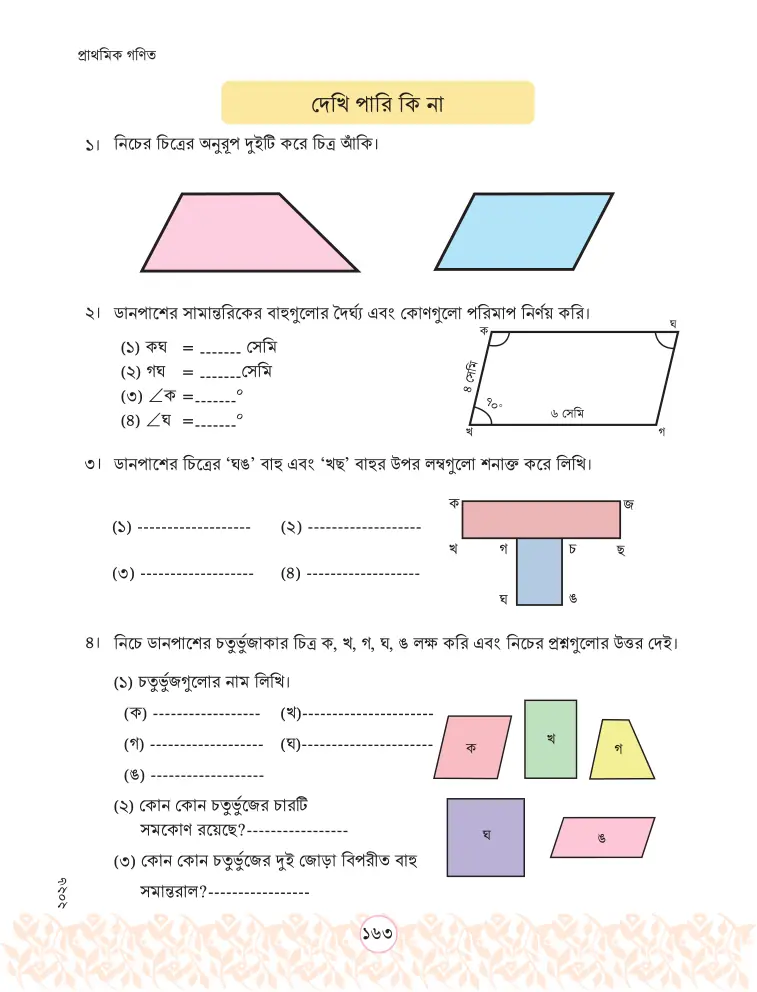 প্রাথমিক গণিত
দেখি পারি কি না
১। নিচের চিত্রের অনুরূপ দুইটি করে চিত্র আঁকি।
২। ডানপাশের সামান্তরিকের বাহুগুলোর দৈর্ঘ্য এবং কোণগুলো পরিমাপ নির্ণয় করি।
ক ঘ
(১) কঘ = ------- সেমি
(২) গঘ = -------সেমি
৪ সেমি
(৩) ∠ক =-------°
(৪) ∠ঘ =-------°
৭০°
৬ সেমি
খ গ
৩। ডানপাশের চিত্রের ‘ঘঙ’ বাহু এবং ‘খছ’ বাহুর উপর লম্বগুলো শনাক্ত করে লিখি।
ক জ
(১) ------------------- (২) -------------------
খ গ চ ছ
(৩) ------------------- (৪) -------------------
ঘ ঙ
৪। নিচে ডানপাশের চতুর্ভুজাকার চিত্র ক, খ, গ, ঘ, ঙ লক্ষ করি এবং নিচের প্রশ্নগুলোর উত্তর দেই।
(১) চতুর্ভুজগুলোর নাম লিখি।
(ক) ------------------ (খ)----------------------
(গ) ------------------- (ঘ)----------------------
(ঙ) -------------------
ক খ গ
(২) কোন কোন চতুর্ভুজের চারটি
সমকোণ রয়েছে?-----------------
ঘ ঙ
(৩) কোন কোন চতুর্ভুজের দুই জোড়া বিপরীত বাহু
সমান্তরাল?-----------------
২০২৬
১৬৩